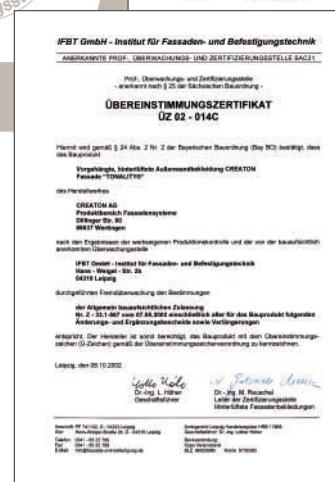 IFBT GmbH - Institut für Fassaden- und Befestigungstechnik
ANERKANNTE PRÜF-, ÜBERWACHUNGS- UND ZERTIFIZIERUNGSSTELLE SAC21
Prüf-, Überwachungs- und Zertifizierungsstelle
- anerkannt nach § 25 der Sächsischen Bauordnung -
ÜBEREINSTIMMUNGSZERTIFIKAT
ÜZ 02 - 014C
Hiermit wird gemäß § 24 Abs. 2 Nr. 2 der Bayerischen Bauordnung (Bay BO) bestätigt, dass
das Bauprodukt
Vorgehängte, hinterlüftete Außenwandbekleidung CREATON
Fassade "TONALITY®"
des Herstellwerkes
CREATON AG
Produktbereich Fassadensysteme
Dillinger Str. 60
86637 Wertingen
nach den Ergebnissen der werkseigenen Produktionskontrolle und der von der bauaufsichtlich
anerkannten Überwachungsstelle
IFBT GmbH - Institut für Fassaden- und Befestigungstechnik
Hans - Weigel - Str. 2b
04319 Leipzig
durchgeführten Fremdüberwachung den Bestimmungen
der Allgemein bauaufsichtlichen Zulassung
Nr. Z - 33.1-667 vom 07.08.2002 einschließlich aller für das Bauprodukt folgenden
Änderungs- und Ergänzungsbescheide sowie Verlängerungen
entspricht. Der Hersteller ist somit berechtigt, das Bauprodukt mit dem Übereinstimmungs-
zeichen (Ü-Zeichen) gemäß der Übereinstimmungszeichenverordnung zu kennzeichnen.
Leipzig, den 08.10.2002
Dr.-Ing. L. Höher
Geschäftsführer
Dr.-Ing. M. Rauschel
Leiter der Zertifizierungsstelle
Hinterlüftete Fassadenbekleidungen